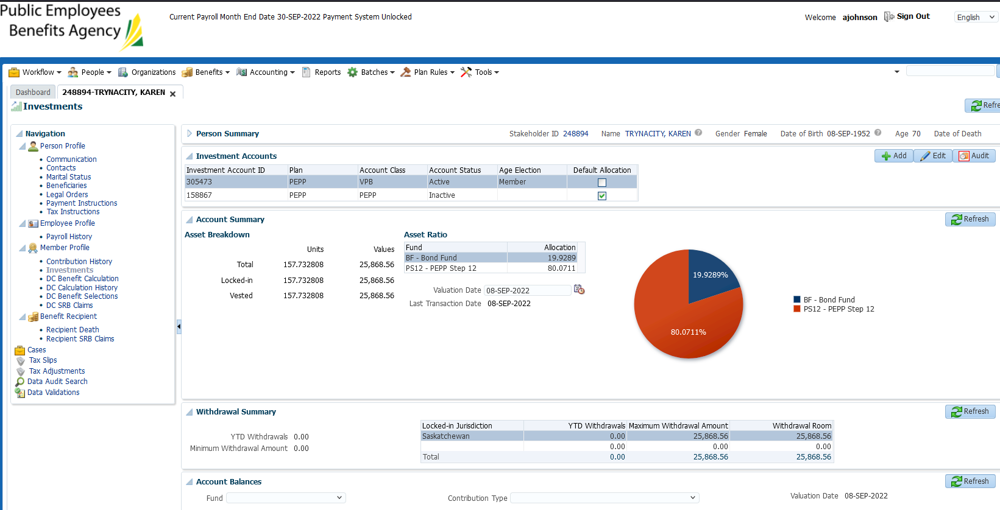 Public Employees
Benefits Agency
Current Payroll Month End Date 30-SEP-2022 Payment System Unlocked
Welcome ajohnson Sign Out English
Workflow People Organizations Benefits Accounting Reports Batches Plan Rules Tools
Dashboard 248894-TRYNACITY, KAREN
Investments
Refre
Navigation
Person Profile
Communication
Contacts
Marital Status
Beneficiaries
Legal Orders
Payment Instructions
Tax Instructions
Employee Profile
Payroll History
Member Profile
Contribution History
Investments
DC Benefit Calculation
DC Calculation History
DC Benefit Selections
DC SRB Claims
Benefit Recipient
Recipient Death
Recipient SRB Claims
Cases
Tax Slips
Tax Adjustments
Data Audit Search
Data Validations
Person Summary Stakeholder ID 248894 Name TRYNACITY, KAREN Gender Female Date of Birth 08-SEP-1952 Age 70 Date of Death
Investment Accounts Add Edit Audit
Investment Account ID Plan Account Class Account Status Age Election Default Allocation
305473 PEPP VPB Active Member
158867 PEPP PEPP Inactive
Account Summary Refresh
Asset Breakdown
Units Values
Total 157.732808 25,868.56
Locked-in 157.732808 25,868.56
Vested 157.732808 25,868.56
Asset Ratio
Fund Allocation
BF - Bond Fund 19.9289
PS12 - PEPP Step 12 80.0711
Valuation Date 08-SEP-2022
Last Transaction Date 08-SEP-2022
19.9289%
80.0711%
BF - Bond Fund
PS12 - PEPP Step 12
Withdrawal Summary Refresh
YTD Withdrawals 0.00
Minimum Withdrawal Amount 0.00
Locked-in Jurisdiction YTD Withdrawals Maximum Withdrawal Amount Withdrawal Room
Saskatchewan 0.00 25,868.56 25,868.56
0.00 0.00 0.00
Total 0.00 25,868.56 25,868.56
Account Balances Refresh
Fund Contribution Type Valuation Date 08-SEP-2022